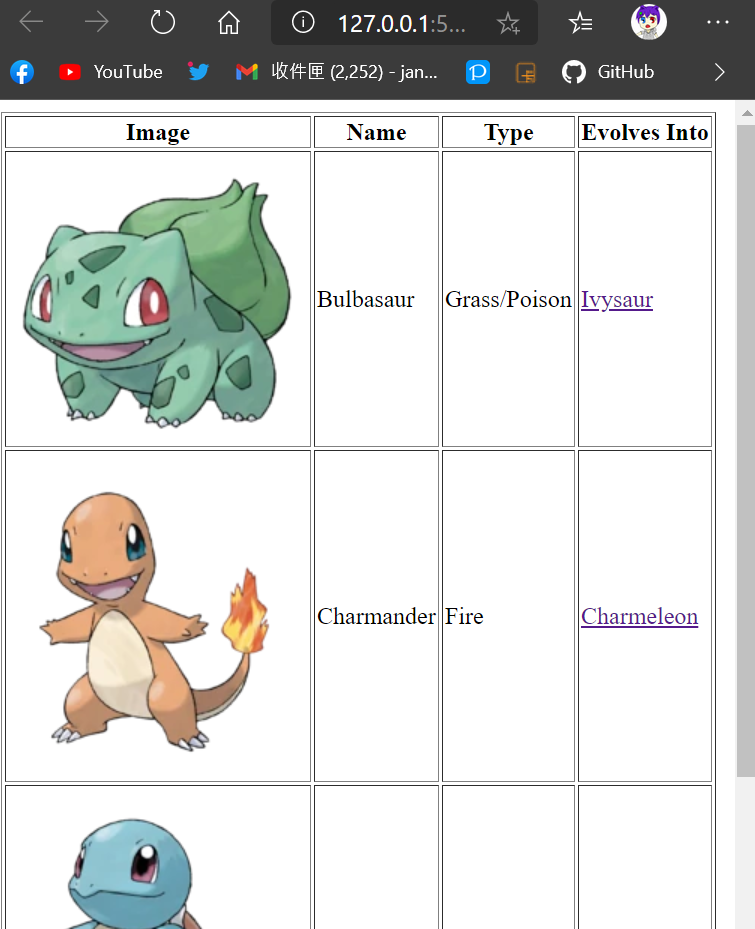 127.0.0.1:5...
YouTube 收件匣 (2,252) - jan... GitHub
Image Name Type Evolves Into
Bulbasaur Grass/Poison Ivysaur
Charmander Fire Charmeleon